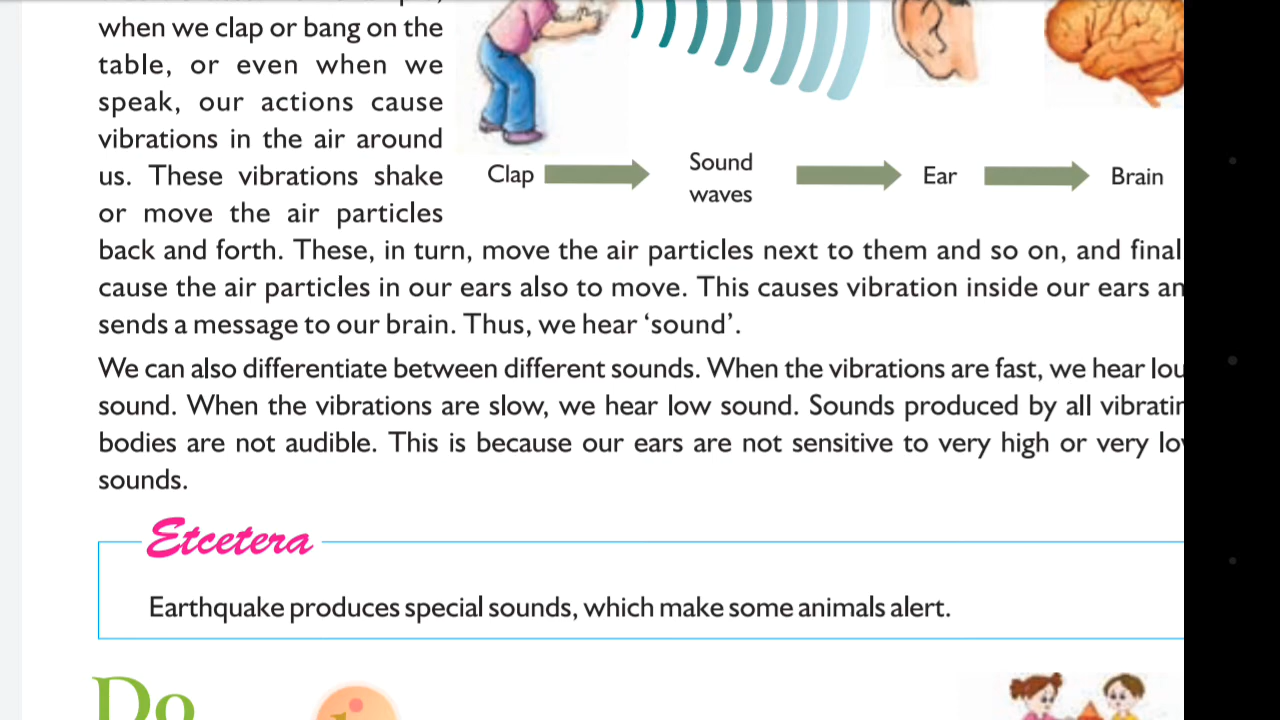 when we clap or bang on the
table, or even when we
speak, our actions cause
vibrations in the air around
us. These vibrations shake
or move the air particles
Clap
Sound
waves
Ear
Brain
back and forth. These, in turn, move the air particles next to them and so on, and final
cause the air particles in our ears also to move. This causes vibration inside our ears an
sends a message to our brain. Thus, we hear ‘sound’.
We can also differentiate between different sounds. When the vibrations are fast, we hear lou
sound. When the vibrations are slow, we hear low sound. Sounds produced by all vibratin
bodies are not audible. This is because our ears are not sensitive to very high or very lo
sounds.
Etcetera
Earthquake produces special sounds, which make some animals alert.
Do